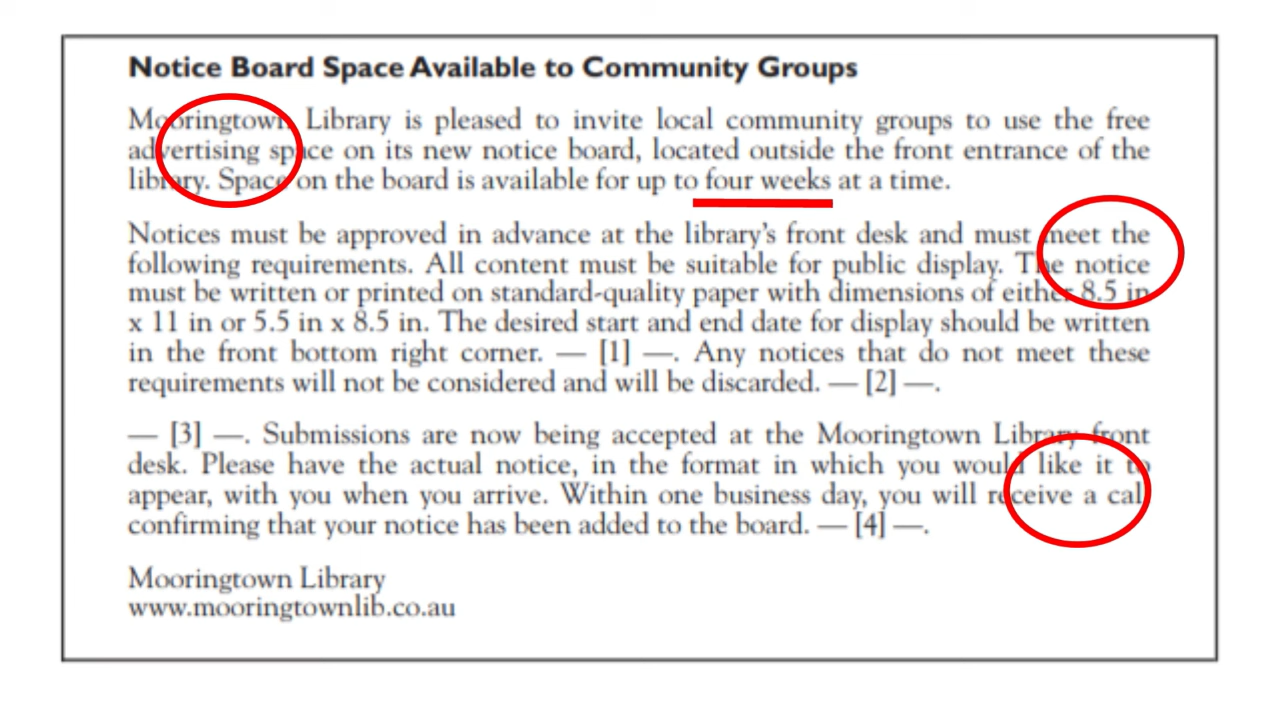 Notice Board Space Available to Community Groups
Mooringtown Library is pleased to invite local community groups to use the free
advertising space on its new notice board, located outside the front entrance of the
library. Space on the board is available for up to four weeks at a time.
Notices must be approved in advance at the library's front desk and must meet the
following requirements. All content must be suitable for public display. The notice
must be written or printed on standard-quality paper with dimensions of either 8.5 in
x 11 in or 5.5 in x 8.5 in. The desired start and end date for display should be written
in the front bottom right corner. — [1] —. Any notices that do not meet these
requirements will not be considered and will be discarded. — [2] —.
— [3] —. Submissions are now being accepted at the Mooringtown Library front
desk. Please have the actual notice, in the format in which you would like it to
appear, with you when you arrive. Within one business day, you will receive a call
confirming that your notice has been added to the board. — [4] —.
Mooringtown Library
www.mooringtownlib.co.au